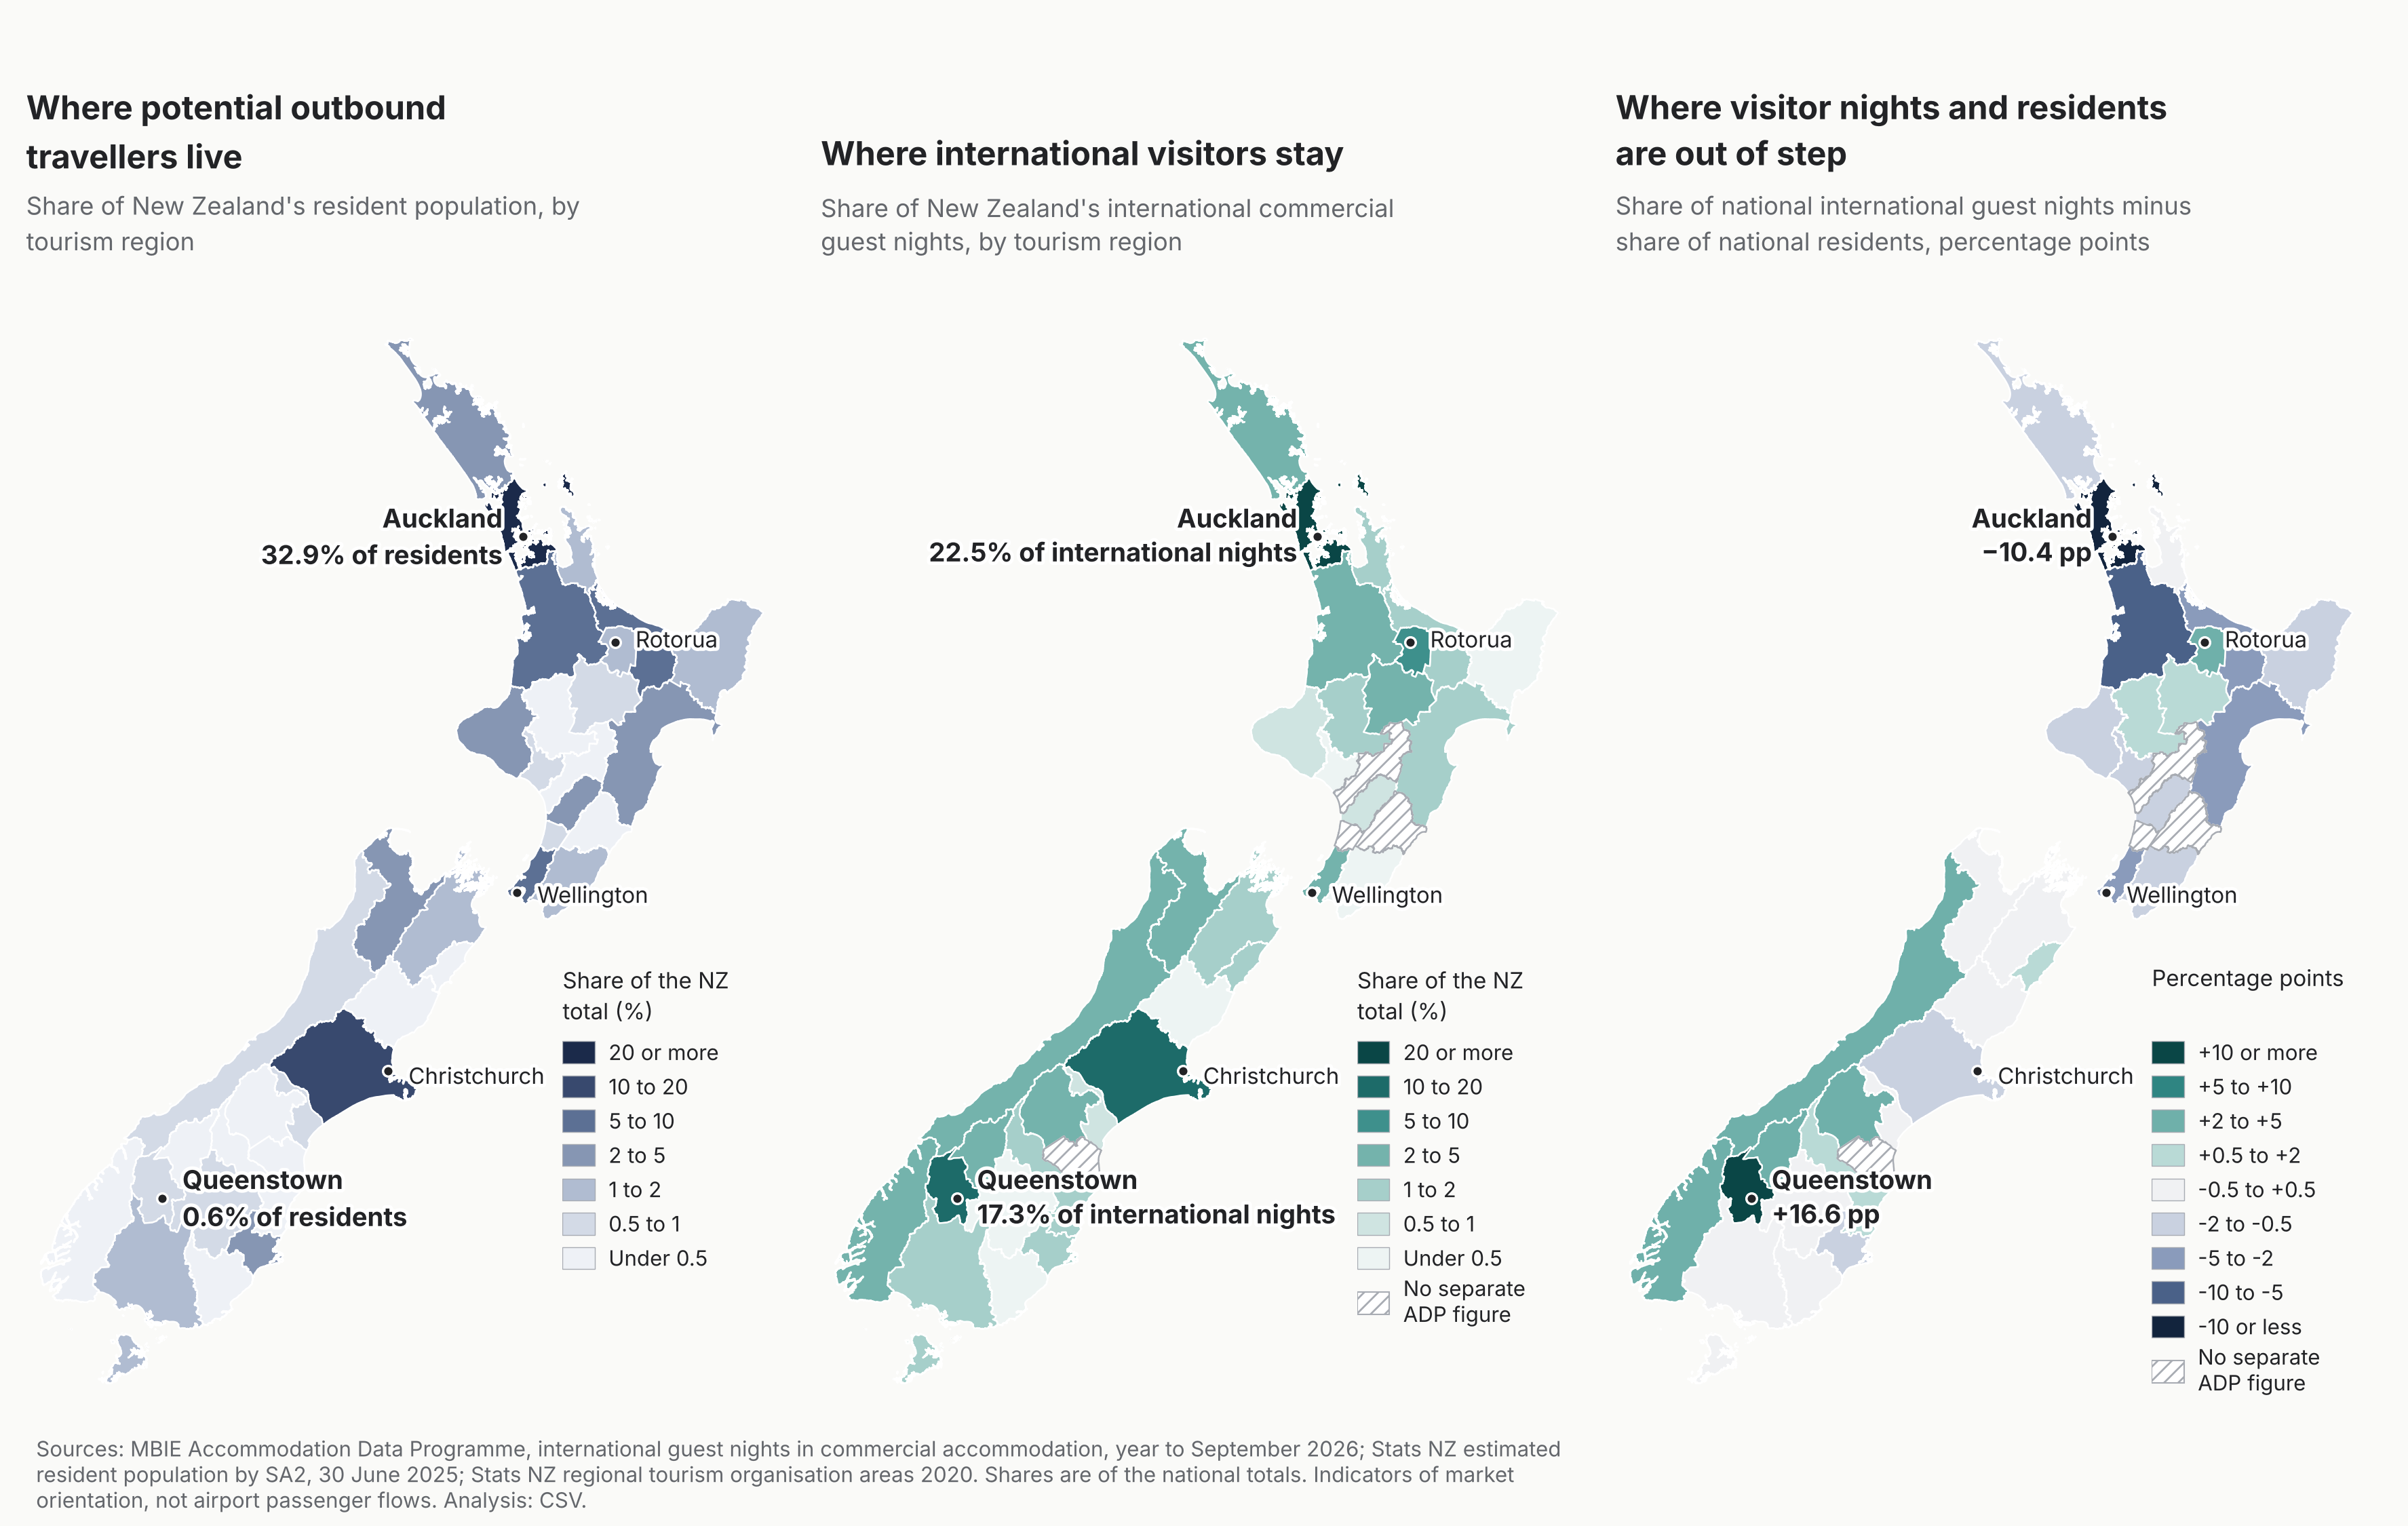 Where potential outbound
travellers live
Share of New Zealand's resident population, by
tourism region
Auckland
32.9% of residents
Rotorua
Wellington
Christchurch
Queenstown
0.6% of residents
Share of the NZ
total (%)
20 or more
10 to 20
5 to 10
2 to 5
1 to 2
0.5 to 1
Under 0.5
Where international visitors stay
Share of New Zealand's international commercial
guest nights, by tourism region
Auckland
22.5% of international nights
Rotorua
Wellington
Christchurch
Queenstown
17.3% of international nights
Share of the NZ
total (%)
20 or more
10 to 20
5 to 10
2 to 5
1 to 2
0.5 to 1
Under 0.5
No separate
ADP figure
Where visitor nights and residents
are out of step
Share of national international guest nights minus
share of national residents, percentage points
Auckland
−10.4 pp
Rotorua
Wellington
Christchurch
Queenstown
+16.6 pp
Percentage points
+10 or more
+5 to +10
+2 to +5
+0.5 to +2
-0.5 to +0.5
-2 to -0.5
-5 to -2
-10 to -5
-10 or less
No separate
ADP figure
Sources: MBIE Accommodation Data Programme, international guest nights in commercial accommodation, year to September 2026; Stats NZ estimated
resident population by SA2, 30 June 2025; Stats NZ regional tourism organisation areas 2020. Shares are of the national totals. Indicators of market
orientation, not airport passenger flows. Analysis: CSV.